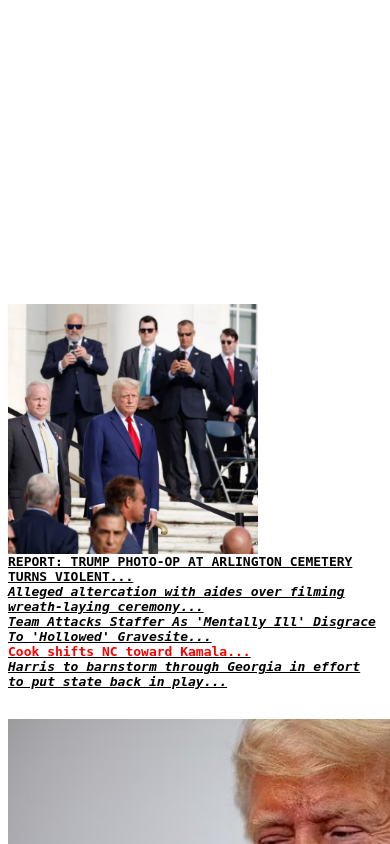 REPORT: TRUMP PHOTO-OP AT ARLINGTON CEMETERY
TURNS VIOLENT...
Alleged altercation with aides over filming
wreath-laying ceremony...
Team Attacks Staffer As 'Mentally Ill' Disgrace
To 'Hollowed' Gravesite...
Cook shifts NC toward Kamala...
Harris to barnstorm through Georgia in effort
to put state back in play...